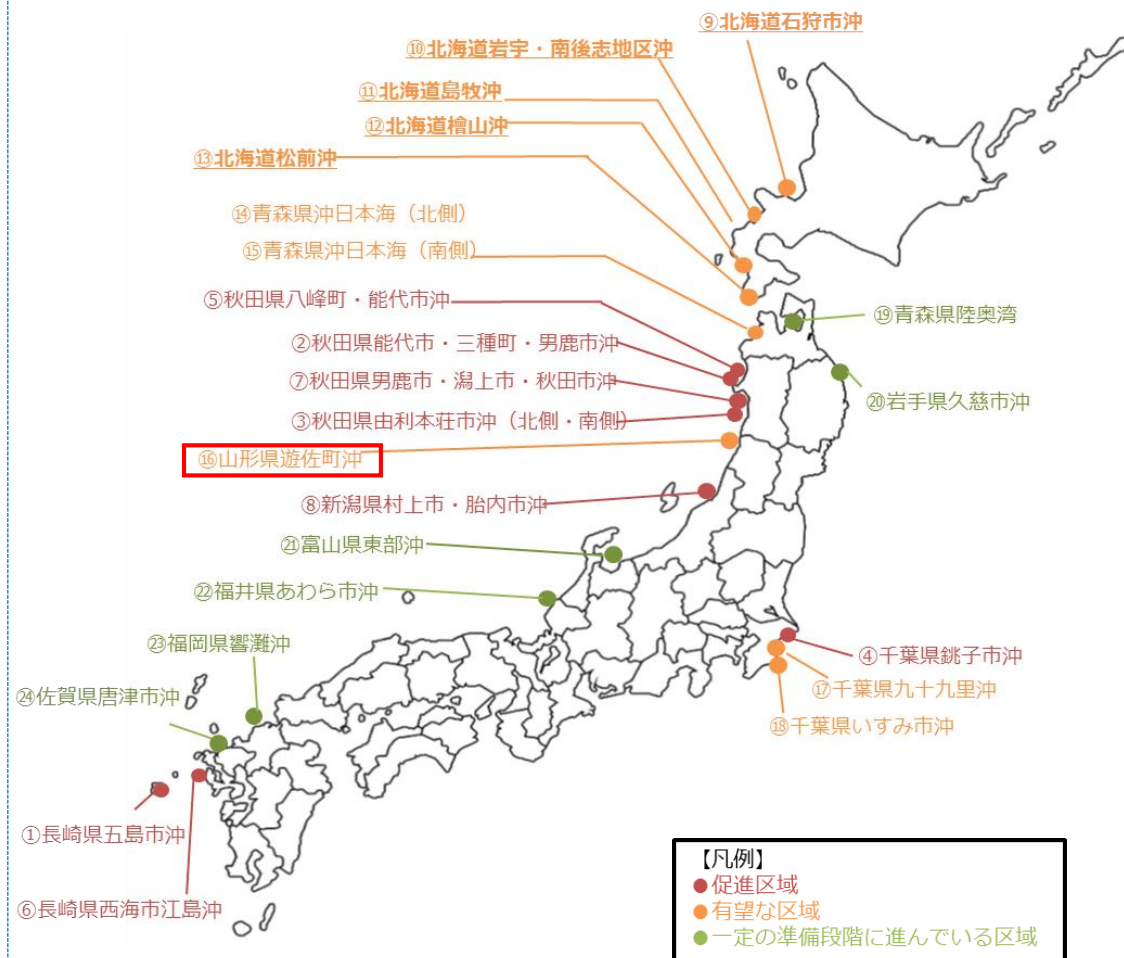 ⑨北海道石狩市沖
⑩北海道岩宇・南後志地区沖
⑪北海道島牧沖
⑫北海道檜山沖
⑬北海道松前沖
⑭青森県沖日本海（北側）
⑮青森県沖日本海（南側）
⑤秋田県八峰町・能代市沖
⑲青森県陸奥湾
②秋田県能代市・三種町・男鹿市沖
⑦秋田県男鹿市・潟上市・秋田市沖
⑳岩手県久慈市沖
③秋田県由利本荘市沖（北側・南側）
⑯山形県遊佐町沖
⑧新潟県村上市・胎内市沖
㉑富山県東部沖
㉒福井県あわら市沖
㉓福岡県響灘沖
④千葉県銚子市沖
⑰千葉県九十九里沖
㉔佐賀県唐津市沖
⑱千葉県いすみ市沖
①長崎県五島市沖
⑥長崎県西海市江島沖
【凡例】
●促進区域
●有望な区域
●一定の準備段階に進んでいる区域